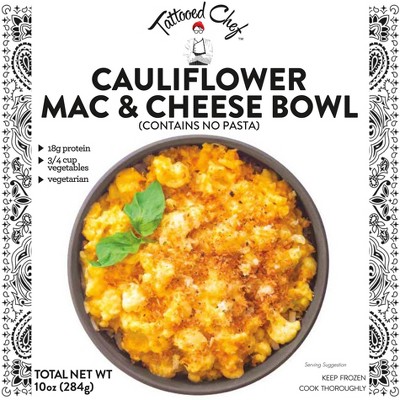 Tattooed Chef
™
CAULIFLOWER
MAC & CHEESE BOWL
(CONTAINS NO PASTA)
18g protein
3/4 cup
vegetables
vegetarian
Serving Suggestion
TOTAL NET WT
10oz (284g)
KEEP FROZEN
COOK THOROUGHLY